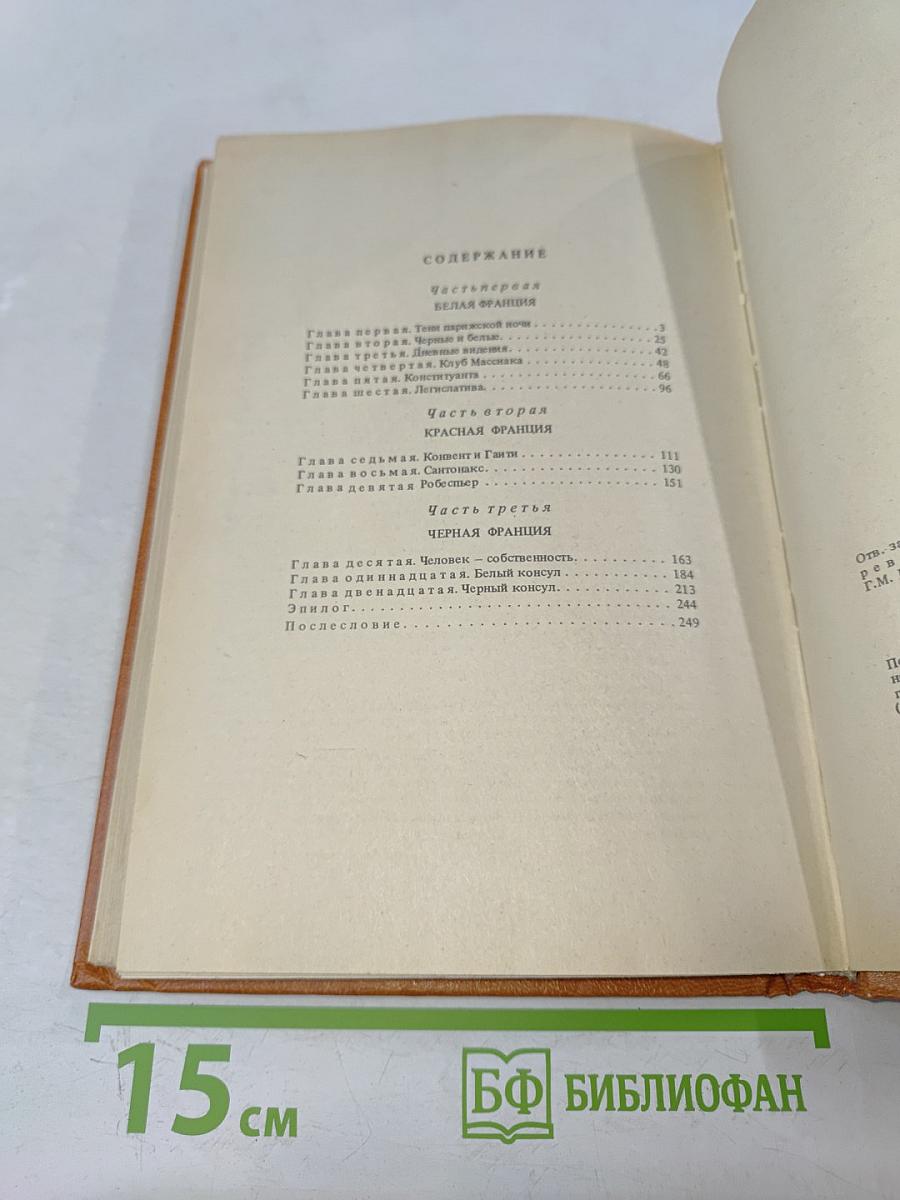 СОДЕРЖАНИЕ
Часть первая
БЕЛАЯ ФРАНЦИЯ
Глава первая. Тени парижской ночи . . . . . . . . . . . . . . . 3
Глава вторая. Черные и белые. . . . . . . . . . . . . . . . . . 25
Глава третья. Дневные видения. . . . . . . . . . . . . . . . . 42
Глава четвертая. Клуб Массиака . . . . . . . . . . . . . . . . 48
Глава пятая. Конституанта . . . . . . . . . . . . . . . . . . . 66
Глава шестая. Легислатива. . . . . . . . . . . . . . . . . . . 96
Часть вторая
КРАСНАЯ ФРАНЦИЯ
Глава седьмая. Конвент и Гаити . . . . . . . . . . . . . . . 111
Глава восьмая. Сантонакс. . . . . . . . . . . . . . . . . . . 130
Глава девятая Робеспьер . . . . . . . . . . . . . . . . . . . 151
Часть третья
ЧЕРНАЯ ФРАНЦИЯ
Глава десятая. Человек — собственность. . . . . . . . . . 163
Глава одиннадцатая. Белый консул . . . . . . . . . . . . 184
Глава двенадцатая. Черный консул. . . . . . . . . . . . . 213
Эпилог. . . . . . . . . . . . . . . . . . . . . . . . . . . . . . . 244
Послесловие. . . . . . . . . . . . . . . . . . . . . . . . . . . 249
Отв. за
рев
Г.М.
15 см
БФ БИБЛИОФАН